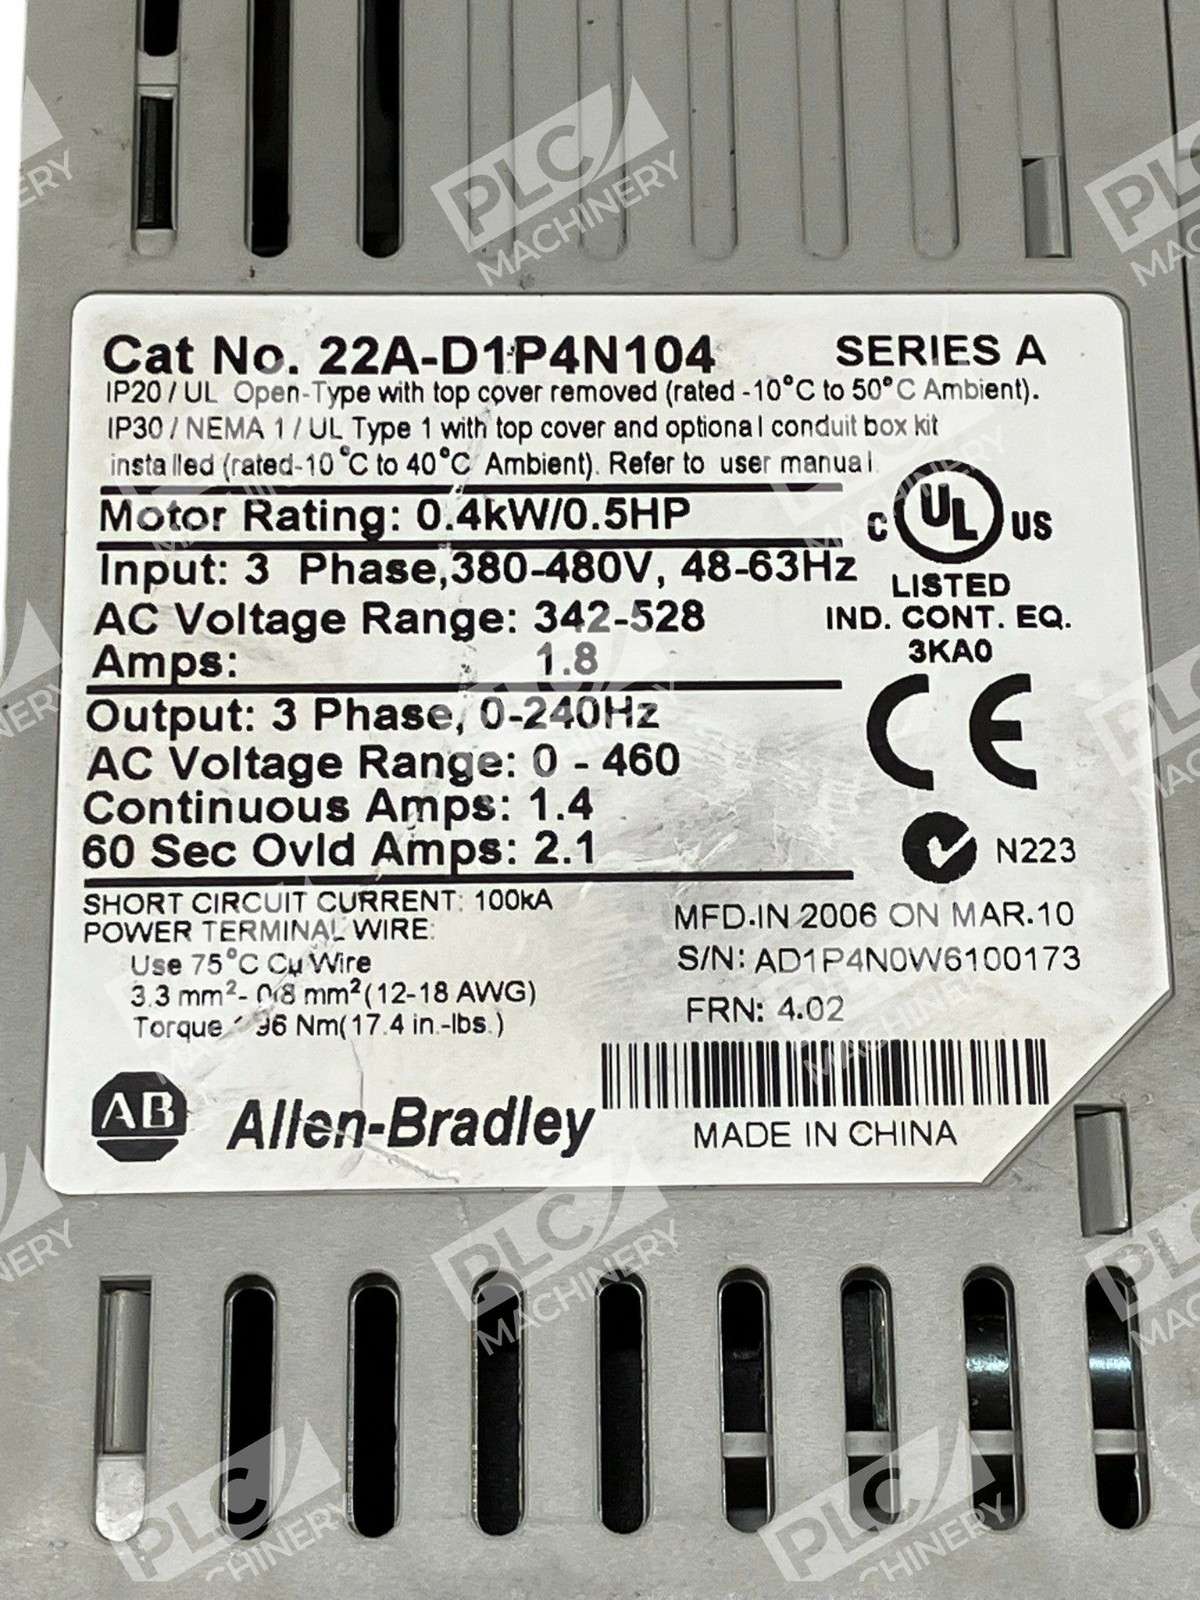 Cat No. 22A-D1P4N104 SERIES A
IP20 / UL Open-Type with top cover removed (rated -10°C to 50°C Ambient).
IP30 / NEMA 1 / UL Type 1 with top cover and optional conduit box kit
installed (rated-10°C to 40°C Ambient). Refer to user manual
Motor Rating: 0.4kW/0.5HP
Input: 3 Phase,380-480V, 48-63Hz
AC Voltage Range: 342-528
Amps: 1.8
C UL US
LISTED
IND. CONT. EQ.
3KA0
CE
Output: 3 Phase, 0-240Hz
AC Voltage Range: 0 - 460
Continuous Amps: 1.4
60 Sec Ovld Amps: 2.1
N223
SHORT CIRCUIT CURRENT: 100kA
POWER TERMINAL WIRE:
Use 75°C Cu Wire
3.3 mm²- 0.8 mm² (12-18 AWG)
Torque 96 Nm(17.4 in.-lbs.)
MFD.IN 2006 ON MAR.10
S/N: AD1P4N0W6100173
FRN: 4.02
AB Allen-Bradley
MADE IN CHINA
PLC MACHINERY